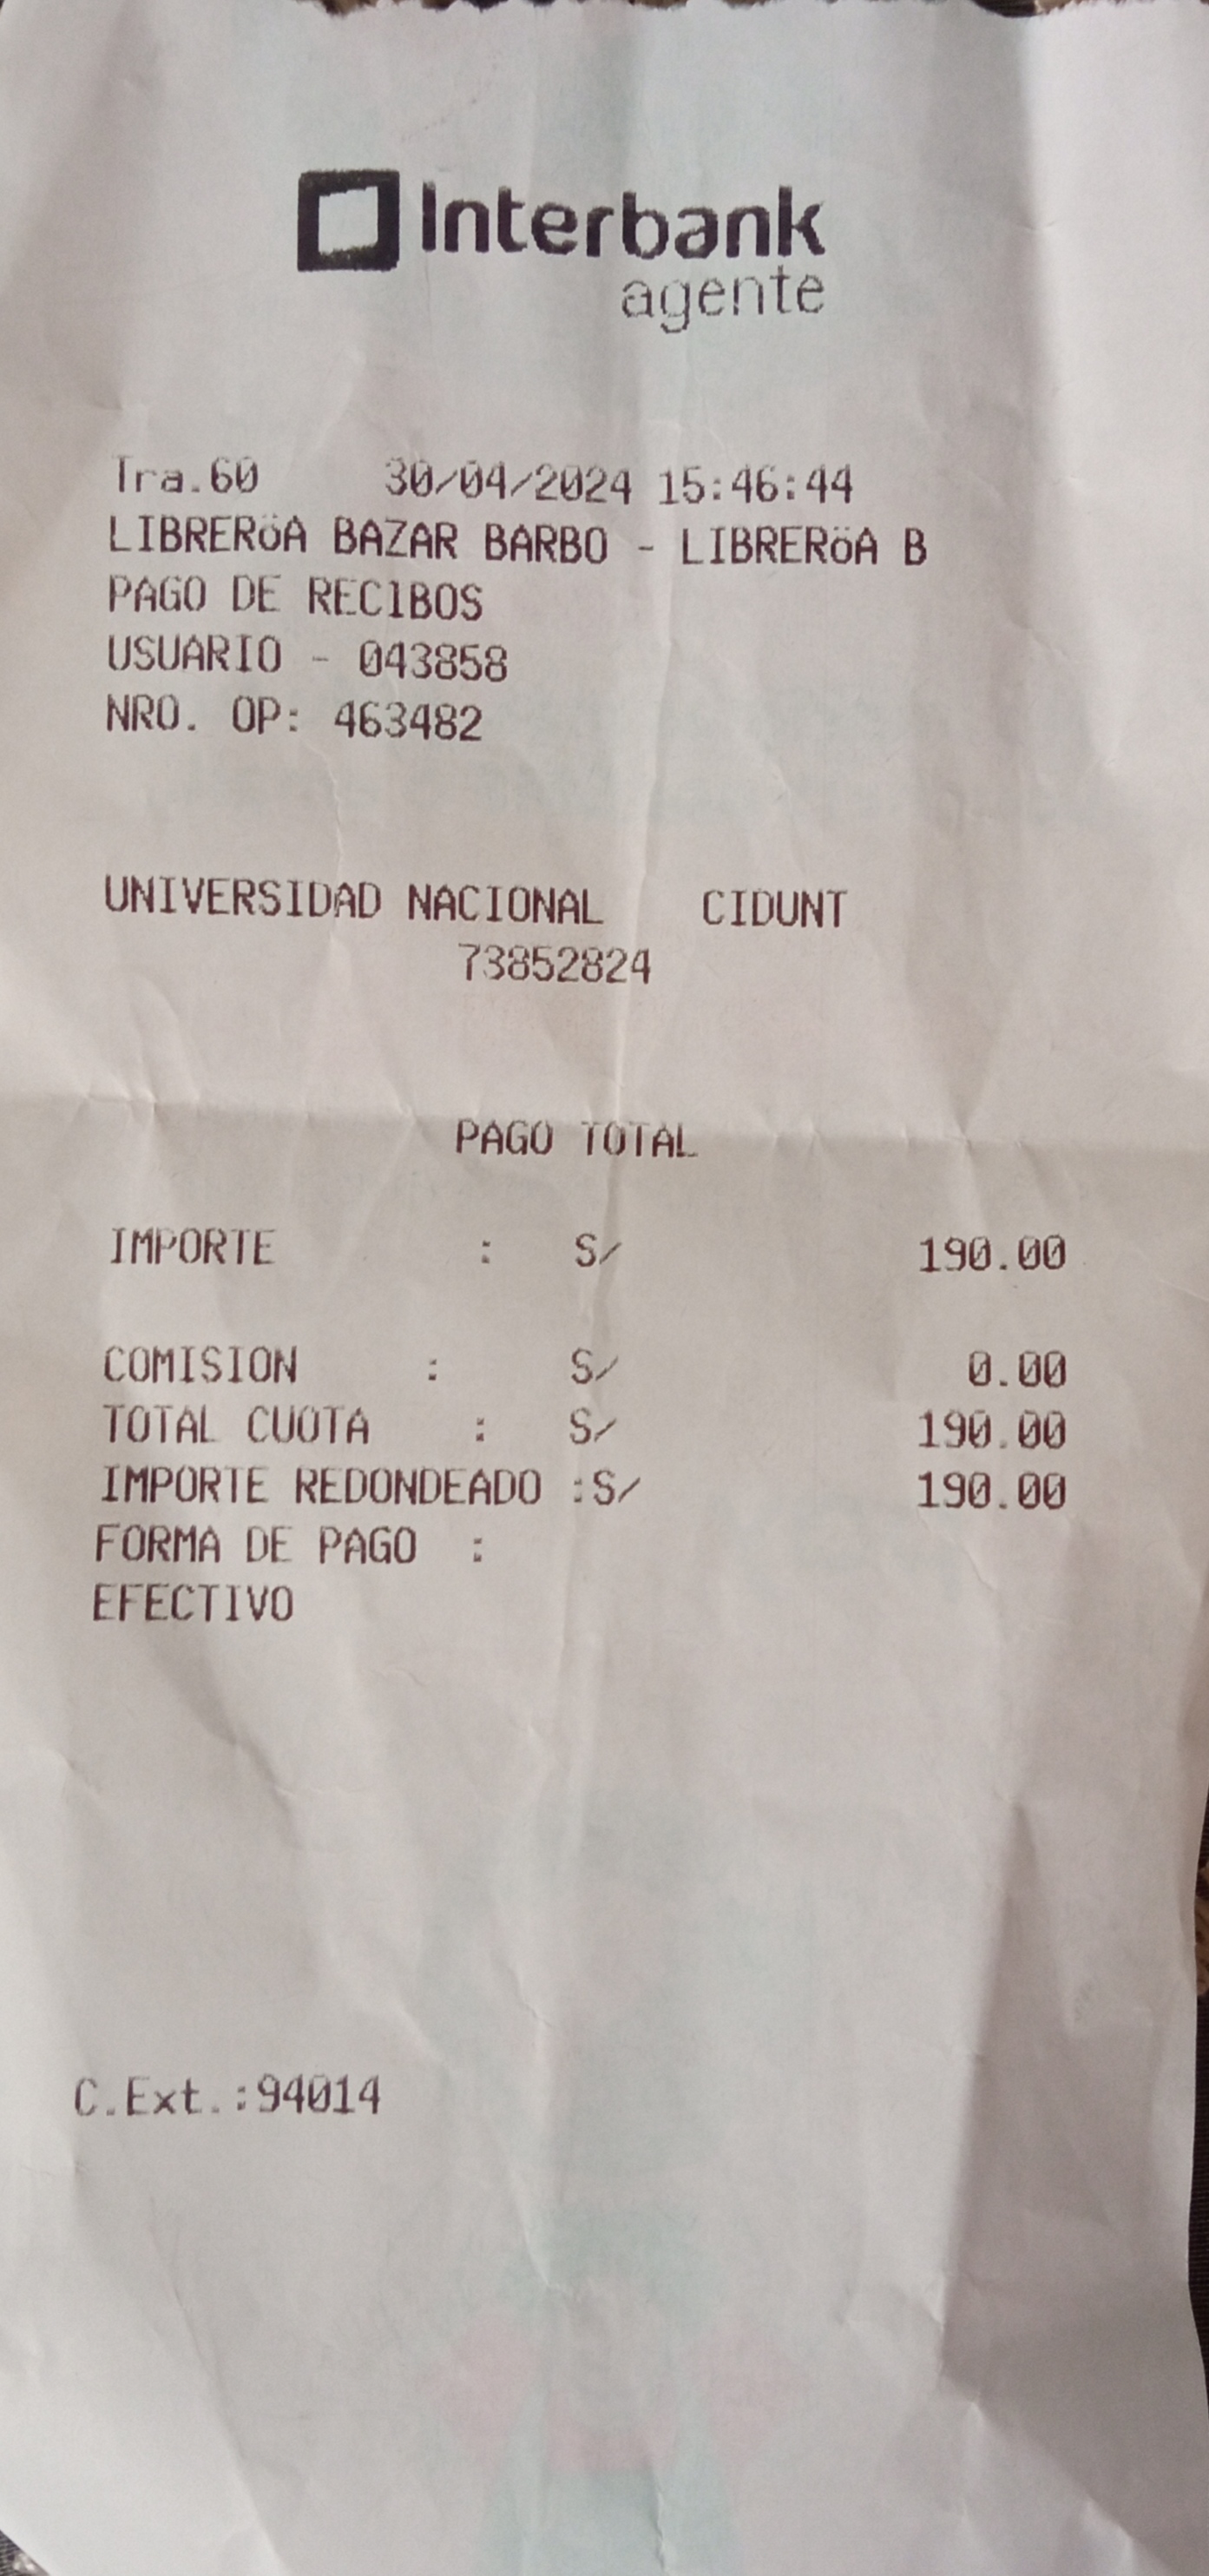 Interbank
agente
Tra.60 30/04/2024 15:46:44
LIBRERöA BAZAR BARBO - LIBRERöA B
PAGO DE RECIBOS
USUARIO - 043858
NRO. OP: 463482
UNIVERSIDAD NACIONAL CIDUNT
73852824
PAGO TOTAL
IMPORTE : S/ 190.00
COMISION : S/ 0.00
TOTAL CUOTA : S/ 190.00
IMPORTE REDONDEADO :S/ 190.00
FORMA DE PAGO :
EFECTIVO
C.Ext.:94014